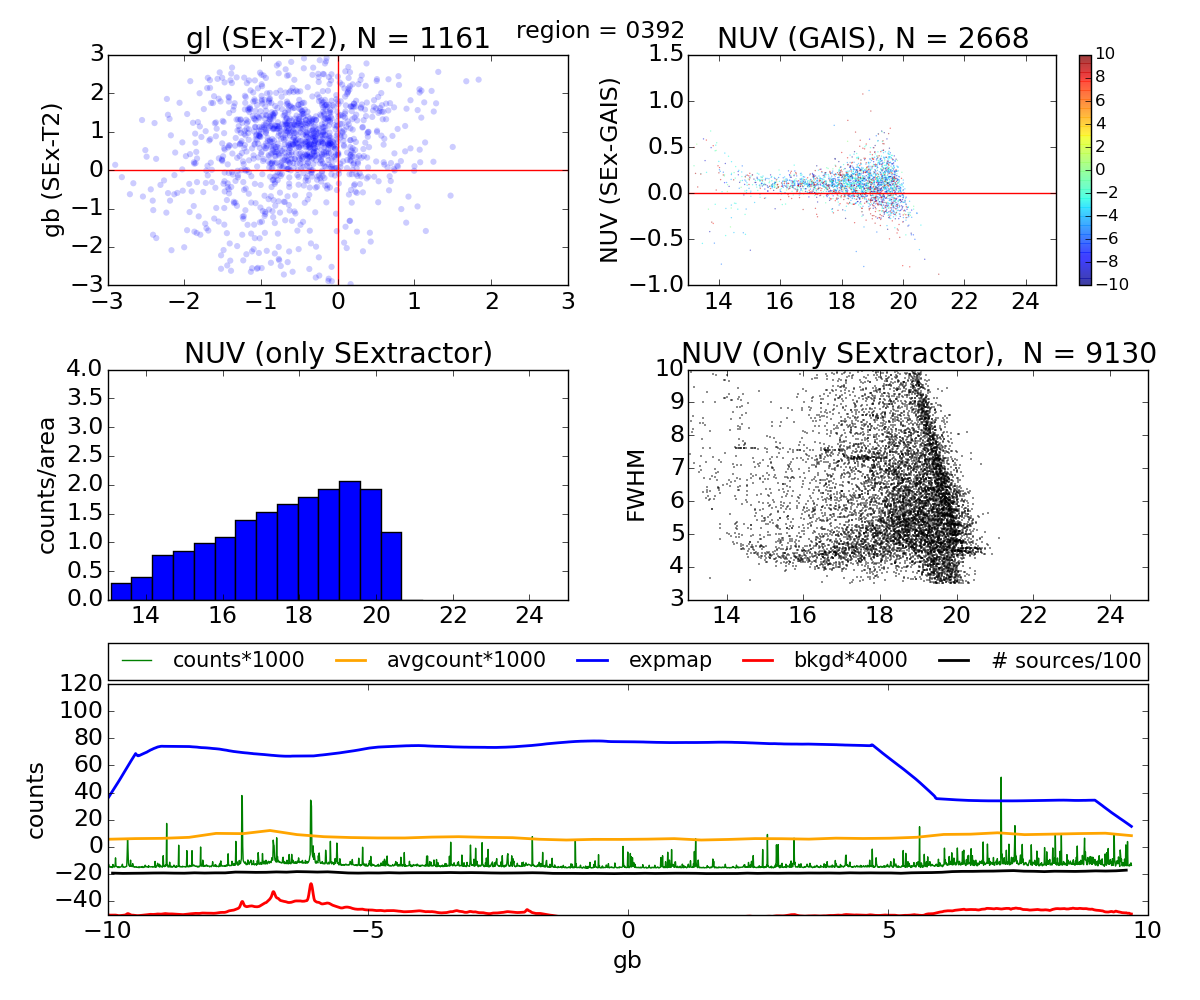 region = 0392
gl (SEx-T2), N = 1161
3
2
1
0
−1
−2
−3
gb (SEx-T2)
−3 −2 −1 0 1 2 3
NUV (GAIS), N = 2668
1.5
1.0
0.5
0.0
−0.5
−1.0
NUV (SEx-GAIS)
14 16 18 20 22 24
10
8
6
4
2
0
−2
−4
−6
−8
−10
NUV (only SExtractor)
4.0
3.5
3.0
2.5
2.0
1.5
1.0
0.5
0.0
counts/area
14 16 18 20 22 24
NUV (Only SExtractor),  N = 9130
10
9
8
7
6
5
4
3
FWHM
14 16 18 20 22 24
counts*1000 avgcount*1000 expmap bkgd*4000 # sources/100
120
100
80
60
40
20
0
−20
−40
counts
−10 −5 0 5 10
gb